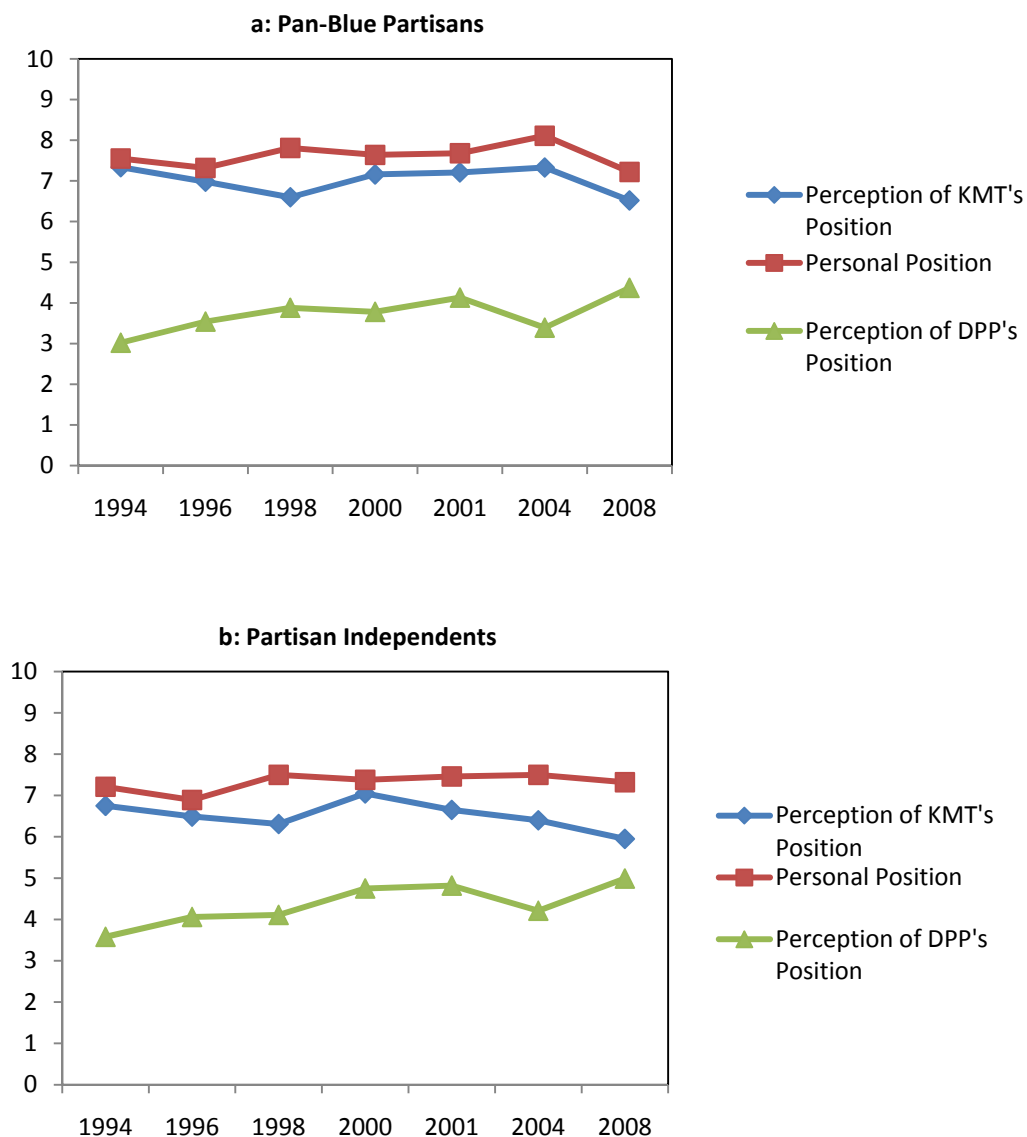 a: Pan-Blue Partisans
10
9
8
7
6
5
4
3
2
1
0
1994 1996 1998 2000 2001 2004 2008
Perception of KMT's
Position
Personal Position
Perception of DPP's
Position
b: Partisan Independents
10
9
8
7
6
5
4
3
2
1
0
1994 1996 1998 2000 2001 2004 2008
Perception of KMT's
Position
Personal Position
Perception of DPP's
Position